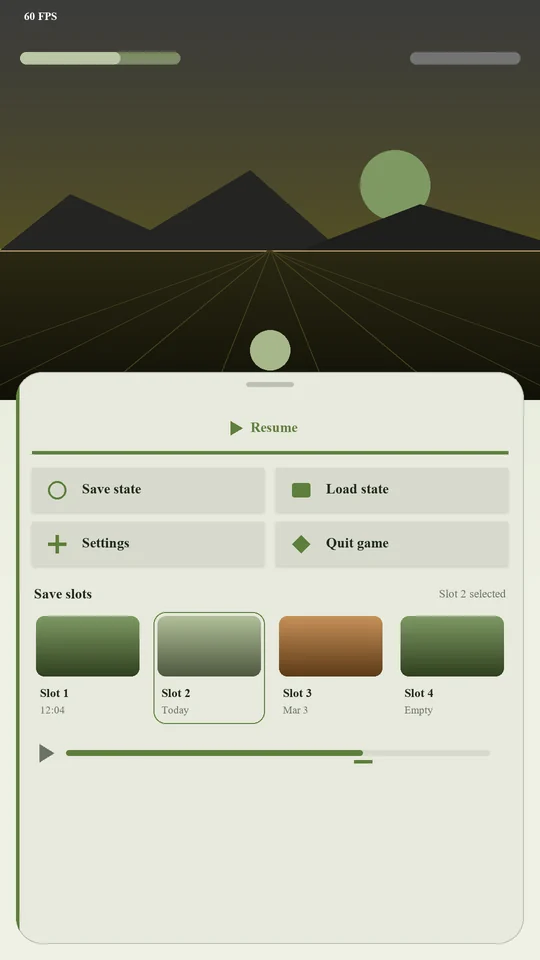 60 FPS
Resume
Save state
Load state
Settings
Quit game
Save slots
Slot 2 selected
Slot 1
12:04
Slot 2
Today
Slot 3
Mar 3
Slot 4
Empty